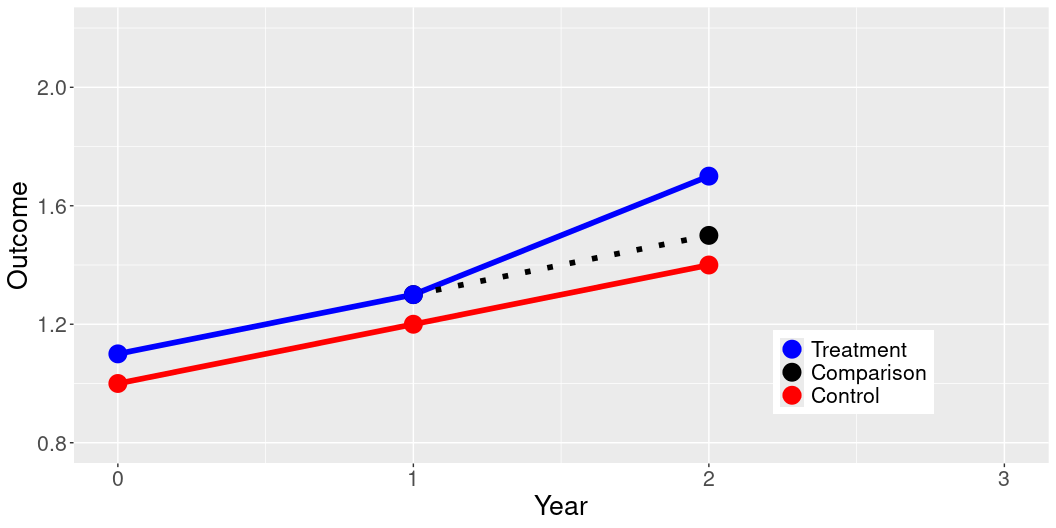 2.0
1.6
1.2
0.8
Outcome
Treatment
Comparison
Control
0 1 2 3
Year